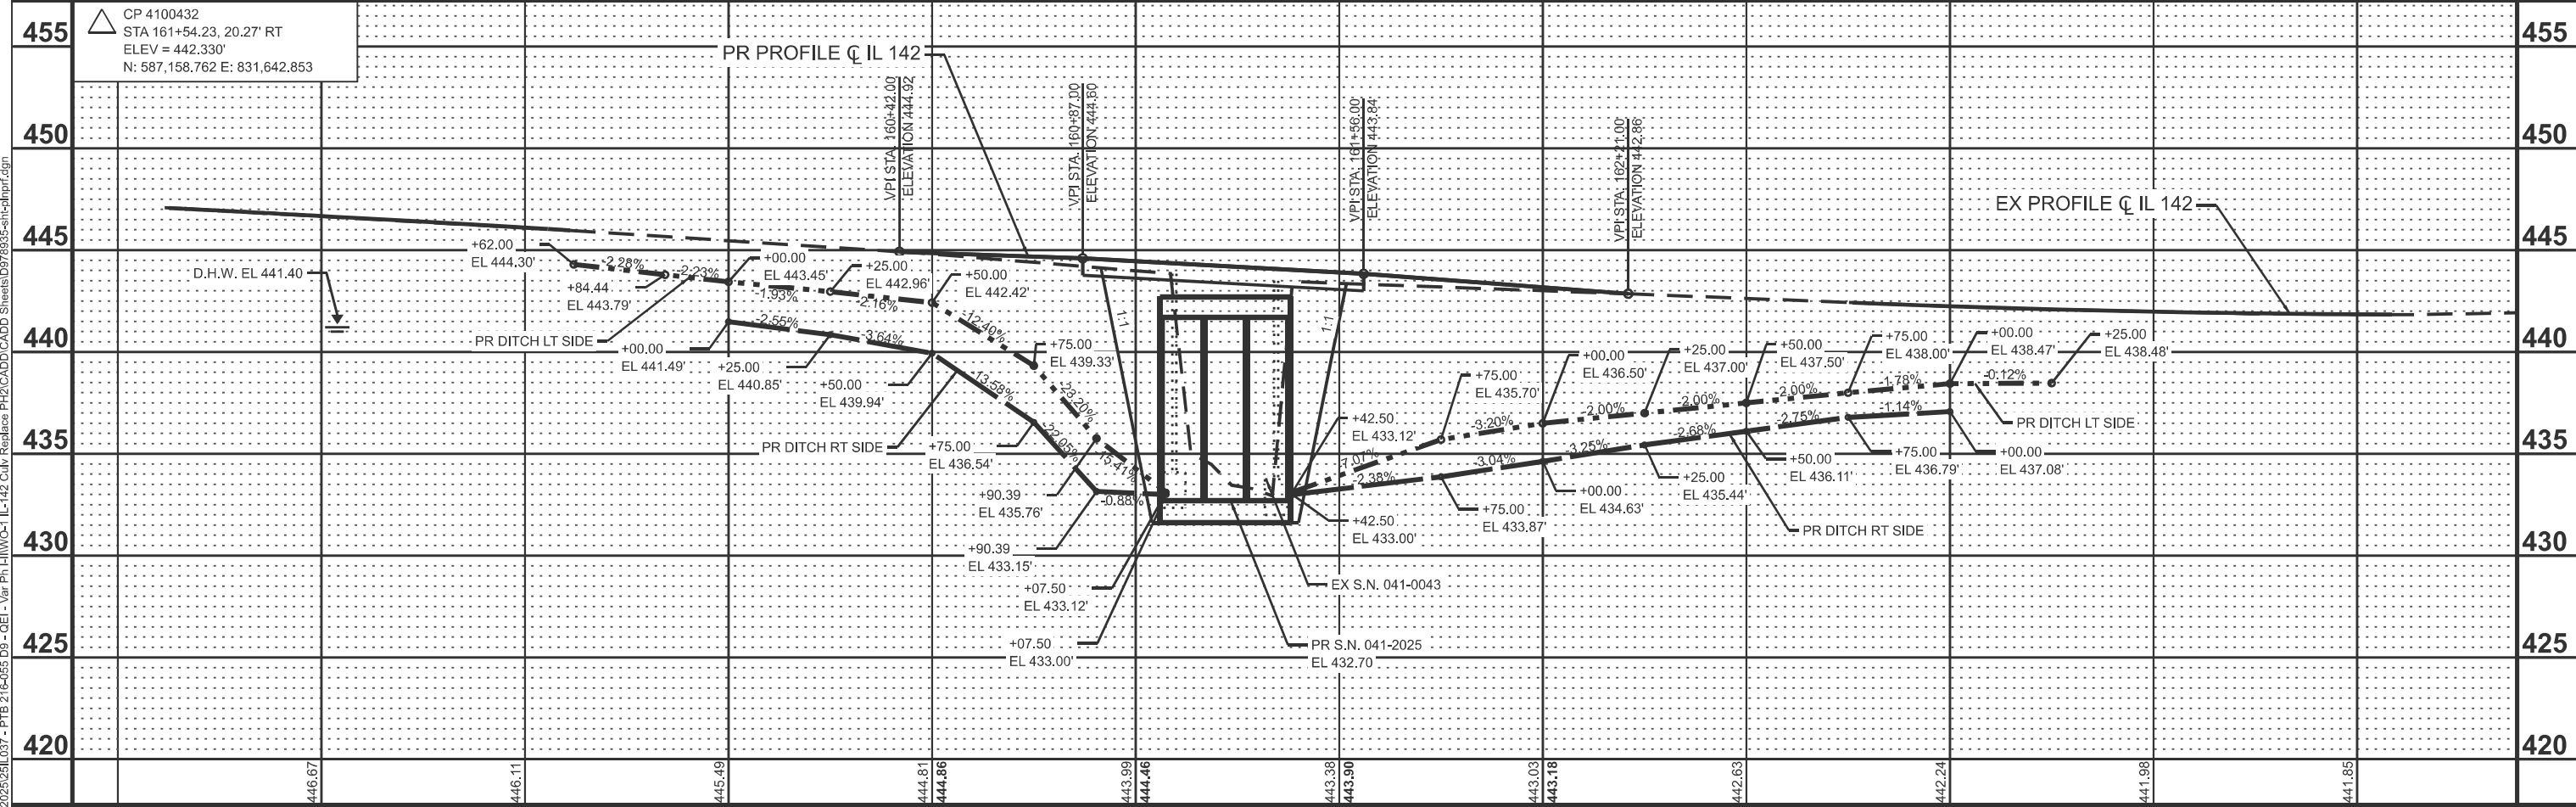 CP 4100432
STA 161+54.23, 20.27' RT
ELEV = 442.330'
N: 587,158.762 E: 831,642.853
455
455
450
450
445
445
440
440
435
435
430
430
425
425
420
420
PR PROFILE ℄ IL 142
EX PROFILE ℄ IL 142
VPI STA. 160+42.00
ELEVATION 444.92
VPI STA. 160+87.00
ELEVATION 444.60
VPI STA. 161+56.00
ELEVATION 443.84
VPI STA. 162+21.00
ELEVATION 442.86
D.H.W. EL 441.40
+62.00
EL 444.30'
-2.28%
+84.44
EL 443.79'
-2.23%
+00.00
EL 443.45'
-1.93%
+25.00
EL 442.96'
-2.16%
+50.00
EL 442.42'
-12.40%
+75.00
EL 439.33'
-23.20%
+90.39
EL 435.76'
-15.41%
PR DITCH LT SIDE
+00.00
EL 441.49'
-2.55%
+25.00
EL 440.85'
-3.64%
+50.00
EL 439.94'
-13.58%
PR DITCH RT SIDE
+75.00
EL 436.54'
-22.05%
+90.39
EL 433.15'
-0.88%
+07.50
EL 433.12'
+07.50
EL 433.00'
1:1
1:1
EX S.N. 041-0043
PR S.N. 041-2025
EL 432.70
+42.50
EL 433.12'
+42.50
EL 433.00'
-7.07%
+75.00
EL 435.70'
-3.20%
+00.00
EL 436.50'
-2.00%
+25.00
EL 437.00'
-2.00%
+50.00
EL 437.50'
-2.00%
+75.00
EL 438.00'
-1.78%
+00.00
EL 438.47'
-0.12%
+25.00
EL 438.48'
PR DITCH LT SIDE
-2.38%
+75.00
EL 433.87'
-3.04%
+00.00
EL 434.63'
-3.25%
+25.00
EL 435.44'
-2.68%
+50.00
EL 436.11'
-2.75%
+75.00
EL 436.79'
-1.14%
+00.00
EL 437.08'
PR DITCH RT SIDE
446.67
446.11
445.49
444.81
444.86
443.99
444.46
443.38
443.90
443.03
443.18
442.63
442.24
441.98
441.85